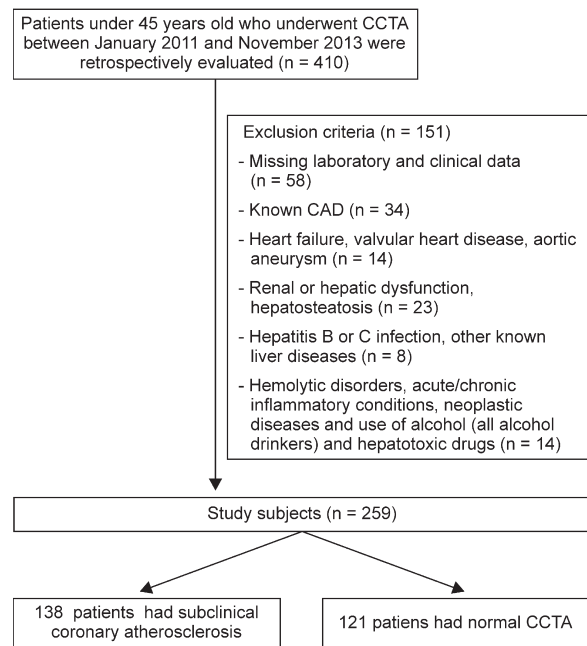 Patients under 45 years old who underwent CCTA
between January 2011 and November 2013 were
retrospectively evaluated (n = 410)
Exclusion criteria (n = 151)
- Missing laboratory and clinical data
(n = 58)
- Known CAD (n = 34)
- Heart failure, valvular heart disease, aortic
aneurysm (n = 14)
- Renal or hepatic dysfunction,
hepatosteatosis (n = 23)
- Hepatitis B or C infection, other known
liver diseases (n = 8)
- Hemolytic disorders, acute/chronic
inflammatory conditions, neoplastic
diseases and use of alcohol (all alcohol
drinkers) and hepatotoxic drugs (n = 14)
Study subjects (n = 259)
138 patients had subclinical
coronary atherosclerosis
121 patiens had normal CCTA